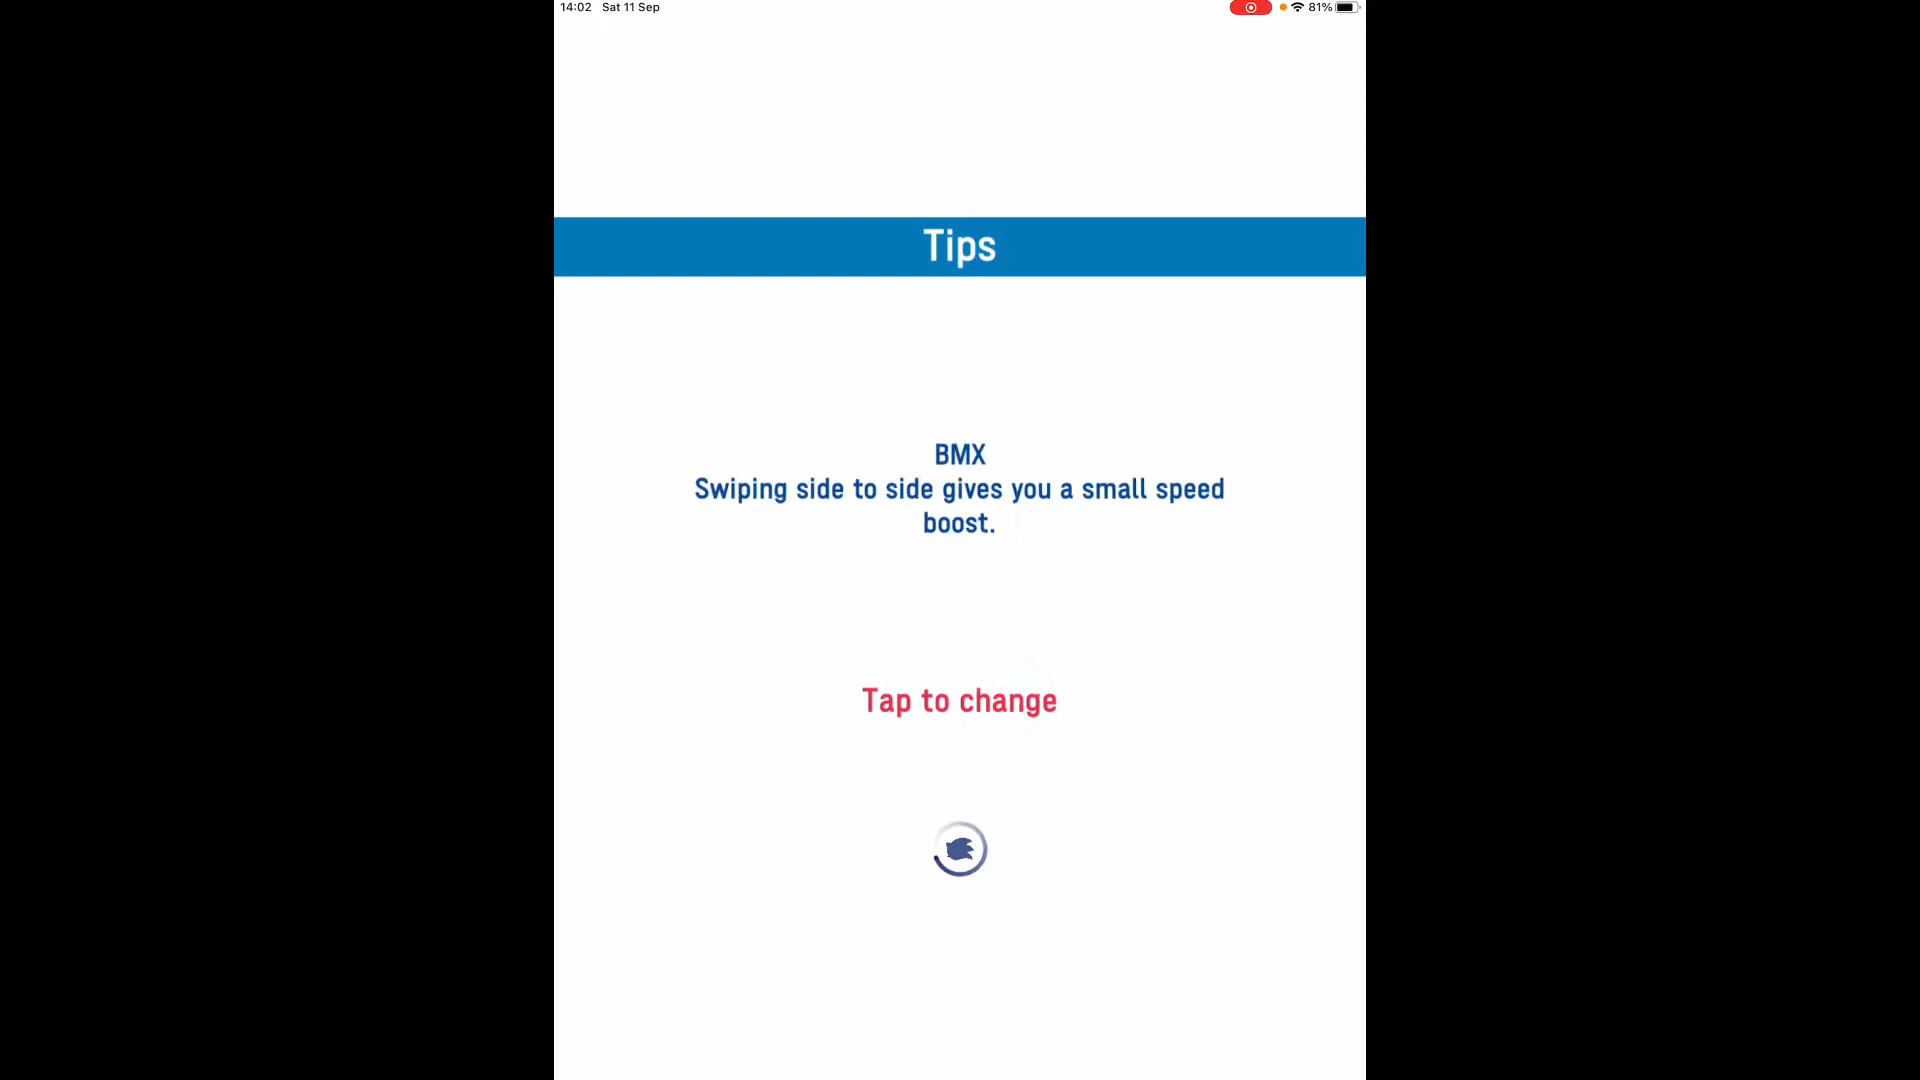 14:02 Sat 11 Sep 81%
Tips
BMX
Swiping side to side gives you a small speed
boost.
Tap to change